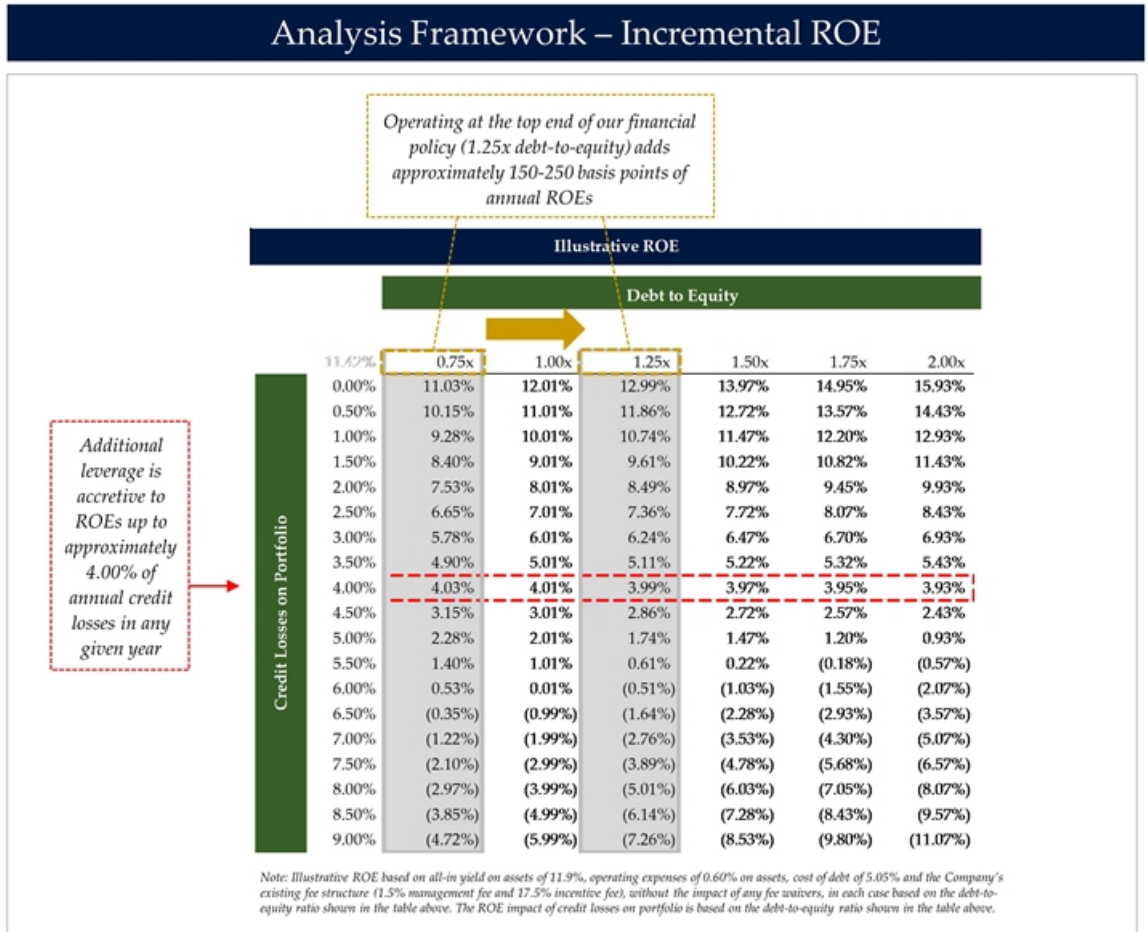 Analysis Framework – Incremental ROE
Operating at the top end of our financial
policy (1.25x debt-to-equity) adds
approximately 150-250 basis points of
annual ROEs
Illustrative ROE
Debt to Equity
0.75x 1.00x 1.25x 1.50x 1.75x 2.00x
0.00% 11.03% 12.01% 12.99% 13.97% 14.95% 15.93%
0.50% 10.15% 11.01% 11.86% 12.72% 13.57% 14.43%
1.00% 9.28% 10.01% 10.74% 11.47% 12.20% 12.93%
1.50% 8.40% 9.01% 9.61% 10.22% 10.82% 11.43%
2.00% 7.53% 8.01% 8.49% 8.97% 9.45% 9.93%
2.50% 6.65% 7.01% 7.36% 7.72% 8.07% 8.43%
3.00% 5.78% 6.01% 6.24% 6.47% 6.70% 6.93%
3.50% 4.90% 5.01% 5.11% 5.22% 5.32% 5.43%
4.00% 4.03% 4.01% 3.99% 3.97% 3.95% 3.93%
4.50% 3.15% 3.01% 2.86% 2.72% 2.57% 2.43%
5.00% 2.28% 2.01% 1.74% 1.47% 1.20% 0.93%
5.50% 1.40% 1.01% 0.61% 0.22% (0.18%) (0.57%)
6.00% 0.53% 0.01% (0.51%) (1.03%) (1.55%) (2.07%)
6.50% (0.35%) (0.99%) (1.64%) (2.28%) (2.93%) (3.57%)
7.00% (1.22%) (1.99%) (2.76%) (3.53%) (4.30%) (5.07%)
7.50% (2.10%) (2.99%) (3.89%) (4.78%) (5.68%) (6.57%)
8.00% (2.97%) (3.99%) (5.01%) (6.03%) (7.05%) (8.07%)
8.50% (3.85%) (4.99%) (6.14%) (7.28%) (8.43%) (9.57%)
9.00% (4.72%) (5.99%) (7.26%) (8.53%) (9.80%) (11.07%)
Credit Losses on Portfolio
Additional
leverage is
accretive to
ROEs up to
approximately
4.00% of
annual credit
losses in any
given year
Note: Illustrative ROE based on all-in yield on assets of 11.9%, operating expenses of 0.60% on assets, cost of debt of 5.05% and the Company's
existing fee structure (1.5% management fee and 17.5% incentive fee), without the impact of any fee waivers, in each case based on the debt-to-
equity ratio shown in the table above. The ROE impact of credit losses on portfolio is based on the debt-to-equity ratio shown in the table above.